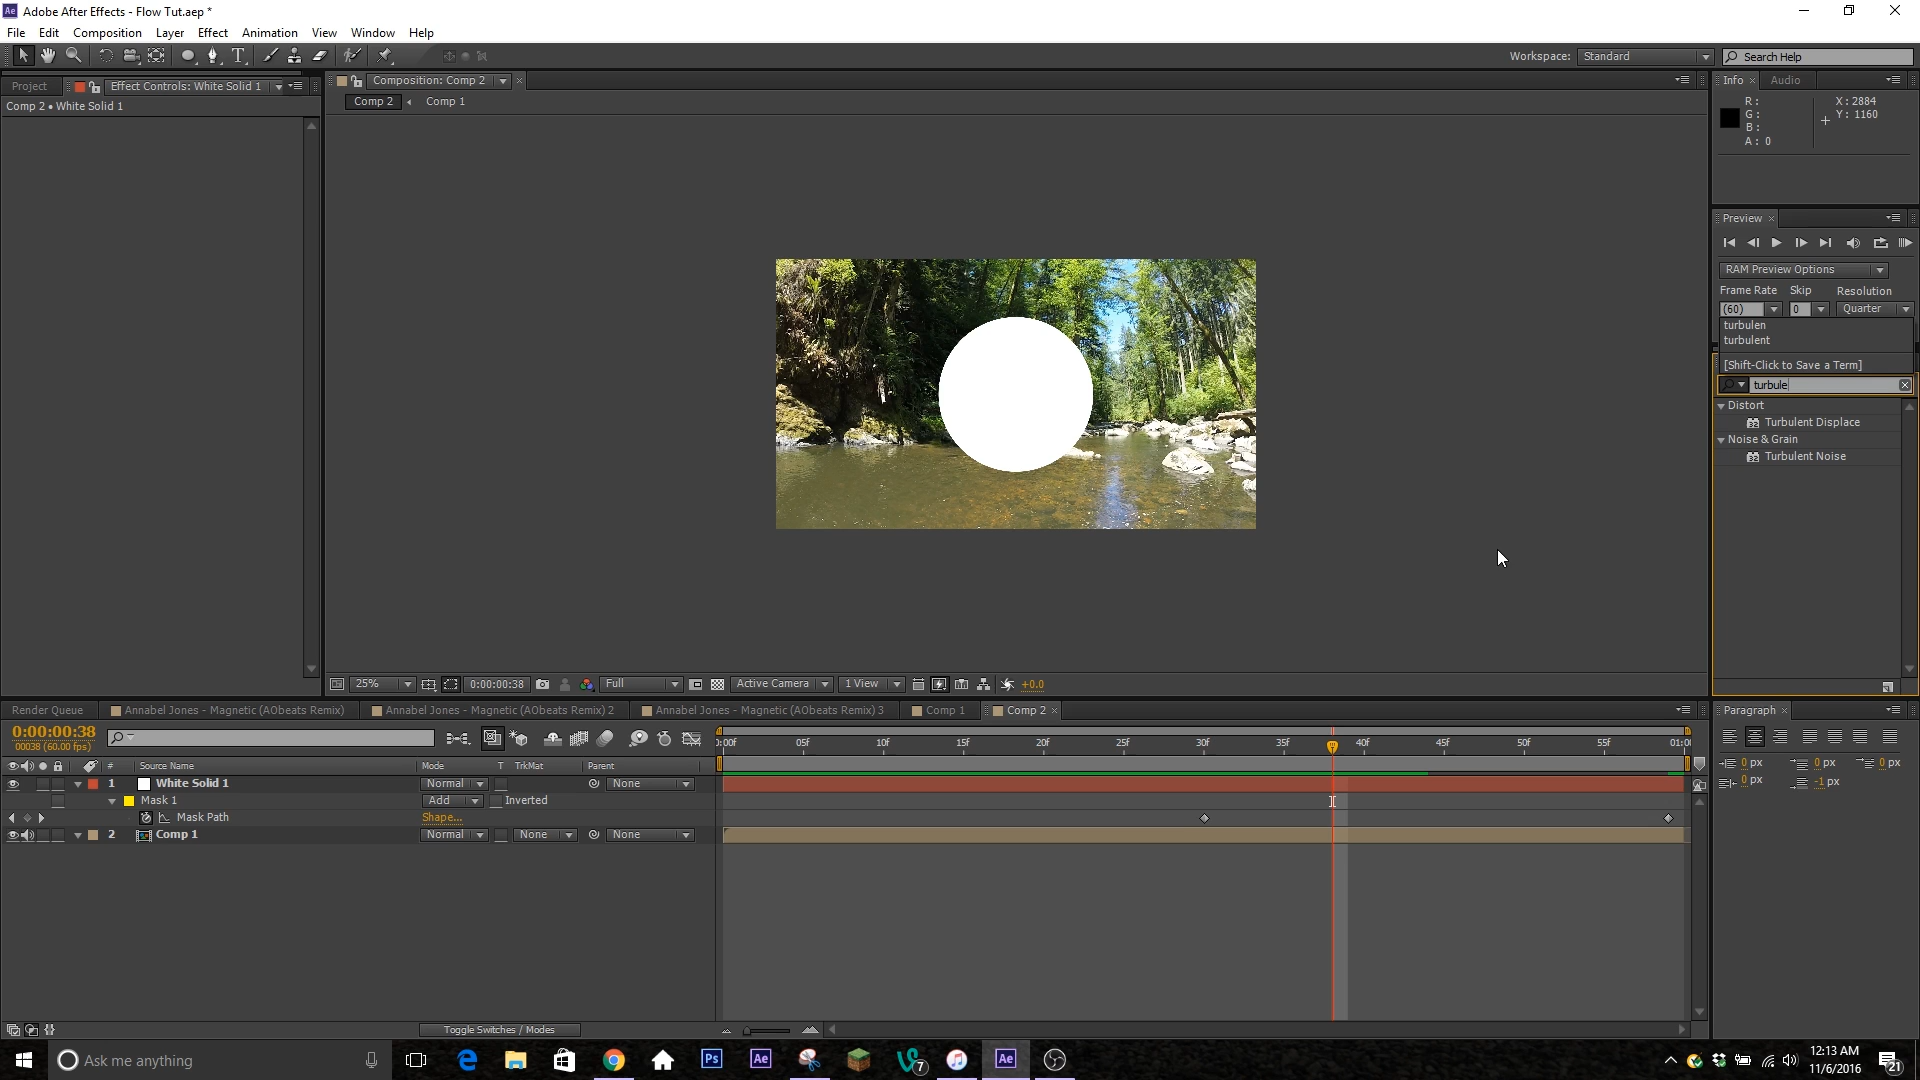 Adobe After Effects - Flow Tut.aep *
File Edit Composition Layer Effect Animation View Window Help
Workspace: Standard
Search Help
Project
Effect Controls: White Solid 1
Comp 2 • White Solid 1
Composition: Comp 2
Comp 2 Comp 1
Info Audio
R: X: 2884
G: Y: 1160
B:
A: 0
Preview
RAM Preview Options
Frame Rate Skip Resolution
(60) 0 Quarter
turbulen
turbulent
[Shift-Click to Save a Term]
turbule
Distort
Turbulent Displace
Noise & Grain
Turbulent Noise
25% 0:00:00:38 Full Active Camera 1 View +0.0
Render Queue Annabel Jones - Magnetic (AObeats Remix) Annabel Jones - Magnetic (AObeats Remix) 2 Annabel Jones - Magnetic (AObeats Remix) 3 Comp 1 Comp 2
0:00:00:38
00038 (60.00 fps)
:00f 05f 10f 15f 20f 25f 30f 35f 40f 45f 50f 55f 01:0
# Source Name Mode T TrkMat Parent
1 White Solid 1 Normal None
Mask 1 Add Inverted
Mask Path Shape...
2 Comp 1 Normal None None
Toggle Switches / Modes
Paragraph
0 px 0 px 0 px
0 px -1 px
Ask me anything
Ps Ae 7 Ae
12:13 AM
11/6/2016
21